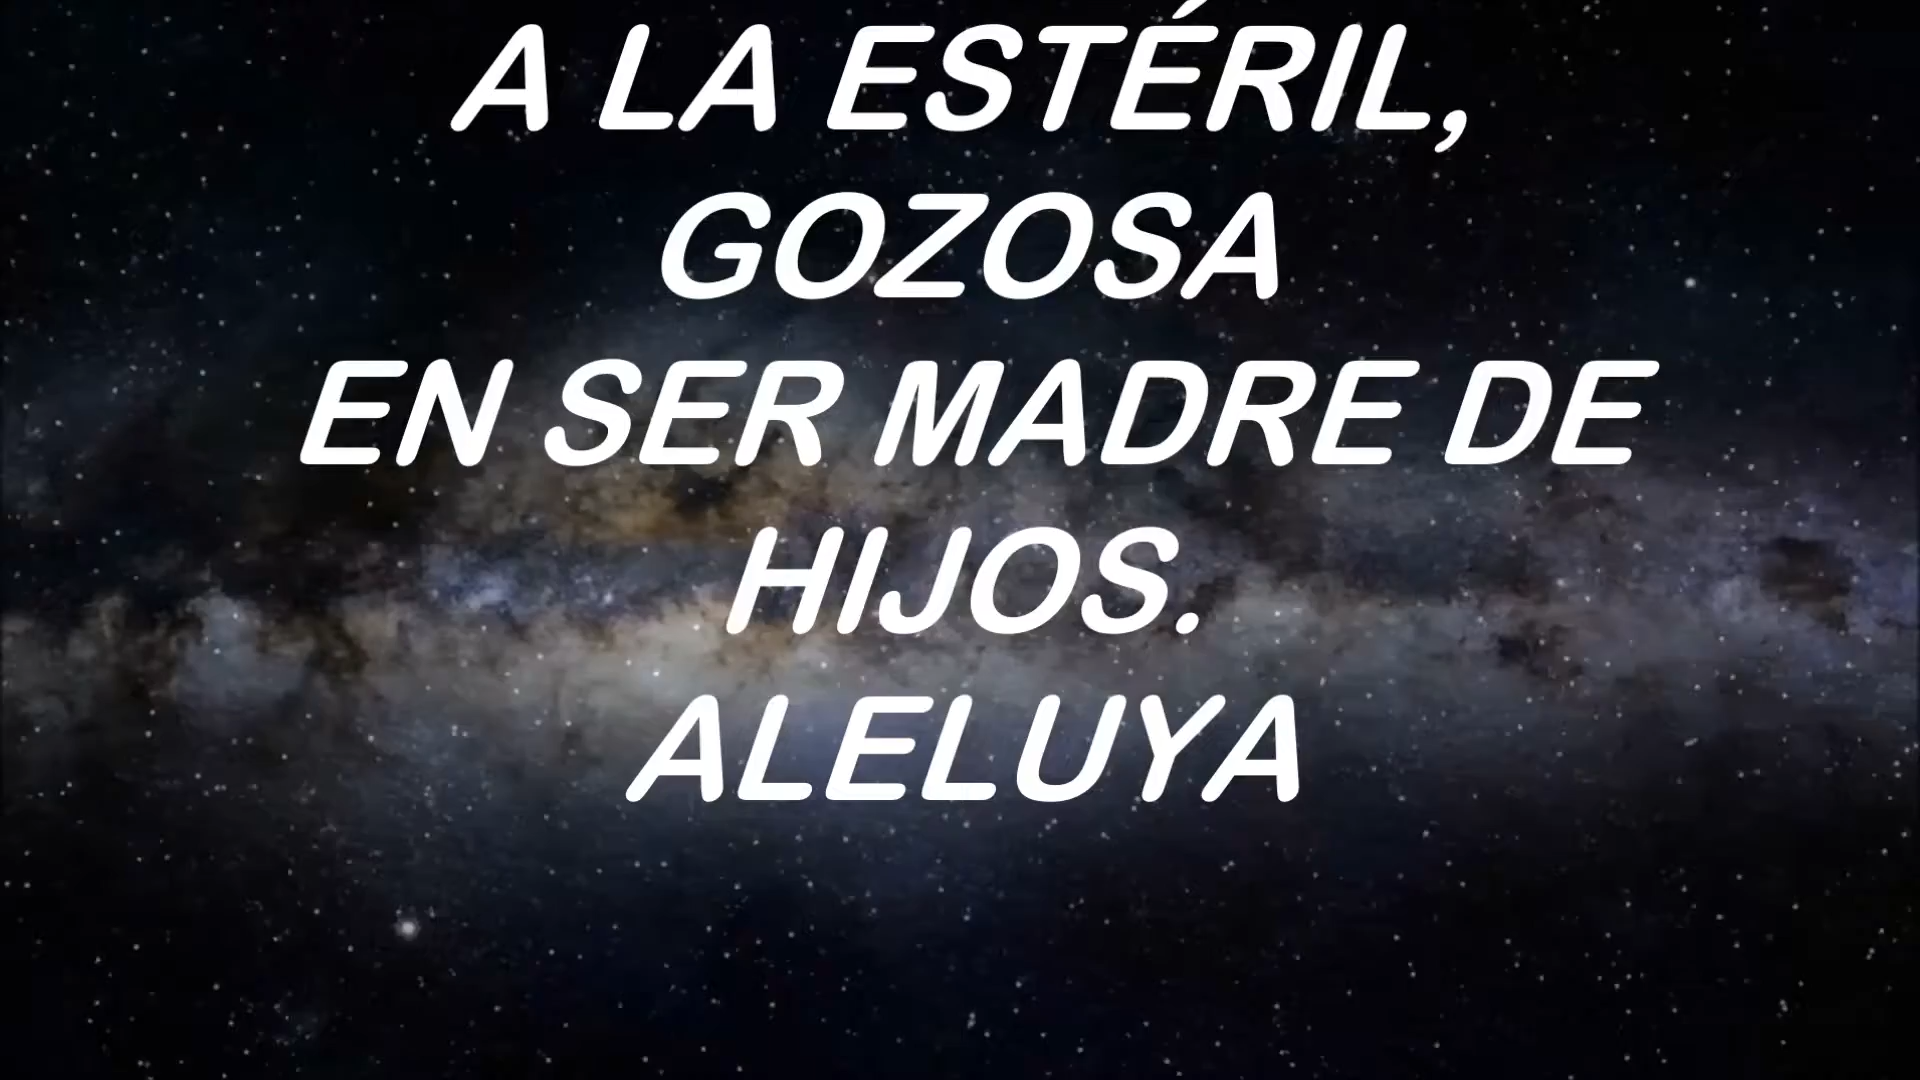 A LA ESTÉRIL,
GOZOSA
EN SER MADRE DE
HIJOS.
ALELUYA